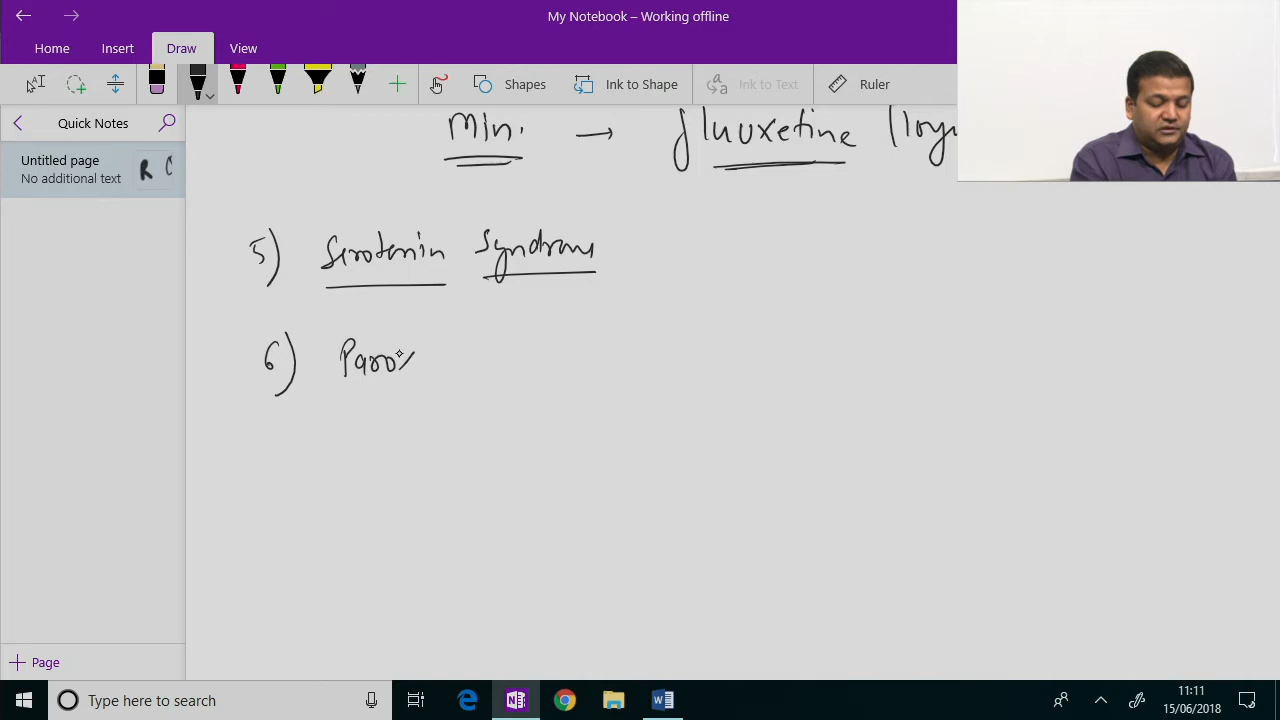 My Notebook – Working offline
Home Insert Draw View
Shapes Ink to Shape Ink to Text Ruler
Quick Notes
Untitled page
No additional text R
Min. → fluoxetine
5) Serotonin Syndrome
6) Parox
+ Page
Type here to search
11:11
15/06/2018